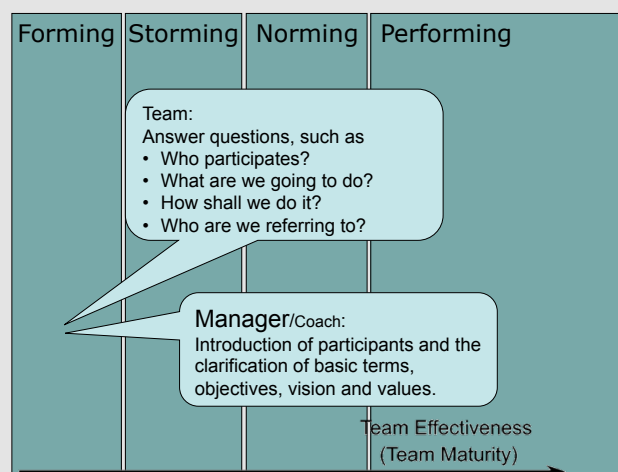 Forming Storming Norming Performing
Team:
Answer questions, such as
• Who participates?
• What are we going to do?
• How shall we do it?
• Who are we referring to?
Manager/Coach:
Introduction of participants and the
clarification of basic terms,
objectives, vision and values.
Team Effectiveness
(Team Maturity)